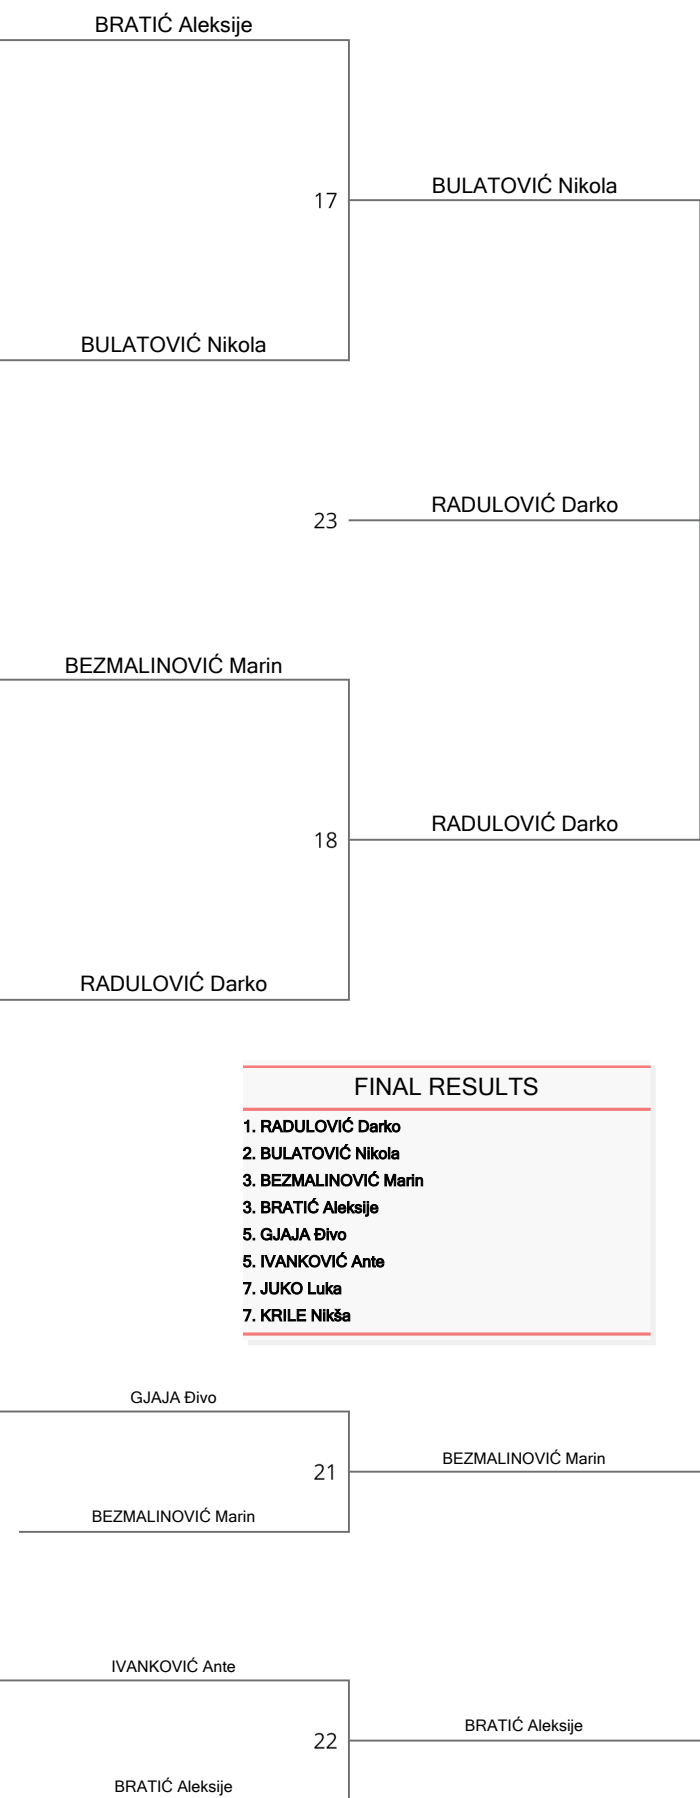 BRATIĆ Aleksije
17
BULATOVIĆ Nikola
BULATOVIĆ Nikola
23
RADULOVIĆ Darko
BEZMALINOVIĆ Marin
18
RADULOVIĆ Darko
RADULOVIĆ Darko
FINAL RESULTS
1. RADULOVIĆ Darko
2. BULATOVIĆ Nikola
3. BEZMALINOVIĆ Marin
3. BRATIĆ Aleksije
5. GJAJA Đivo
5. IVANKOVIĆ Ante
7. JUKO Luka
7. KRILE Nikša
GJAJA Đivo
21
BEZMALINOVIĆ Marin
BEZMALINOVIĆ Marin
IVANKOVIĆ Ante
22
BRATIĆ Aleksije
BRATIĆ Aleksije